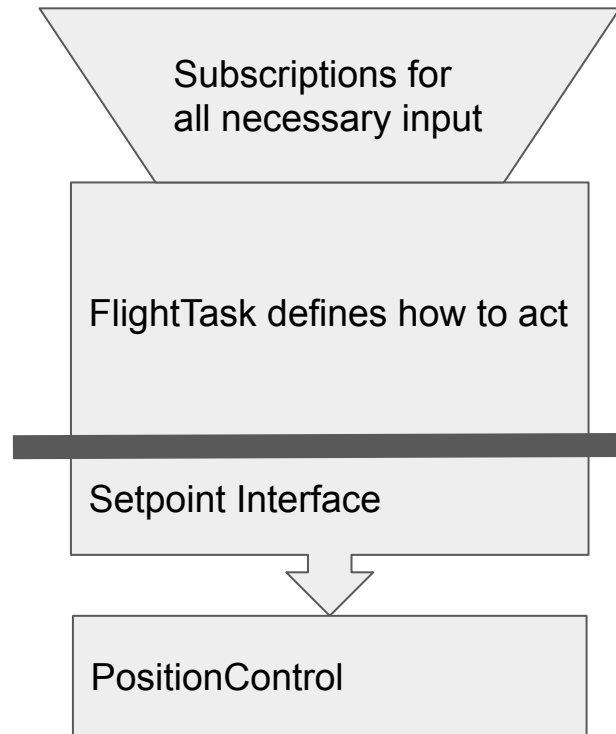 Subscriptions for
all necessary input
FlightTask defines how to act
Setpoint Interface
PositionControl